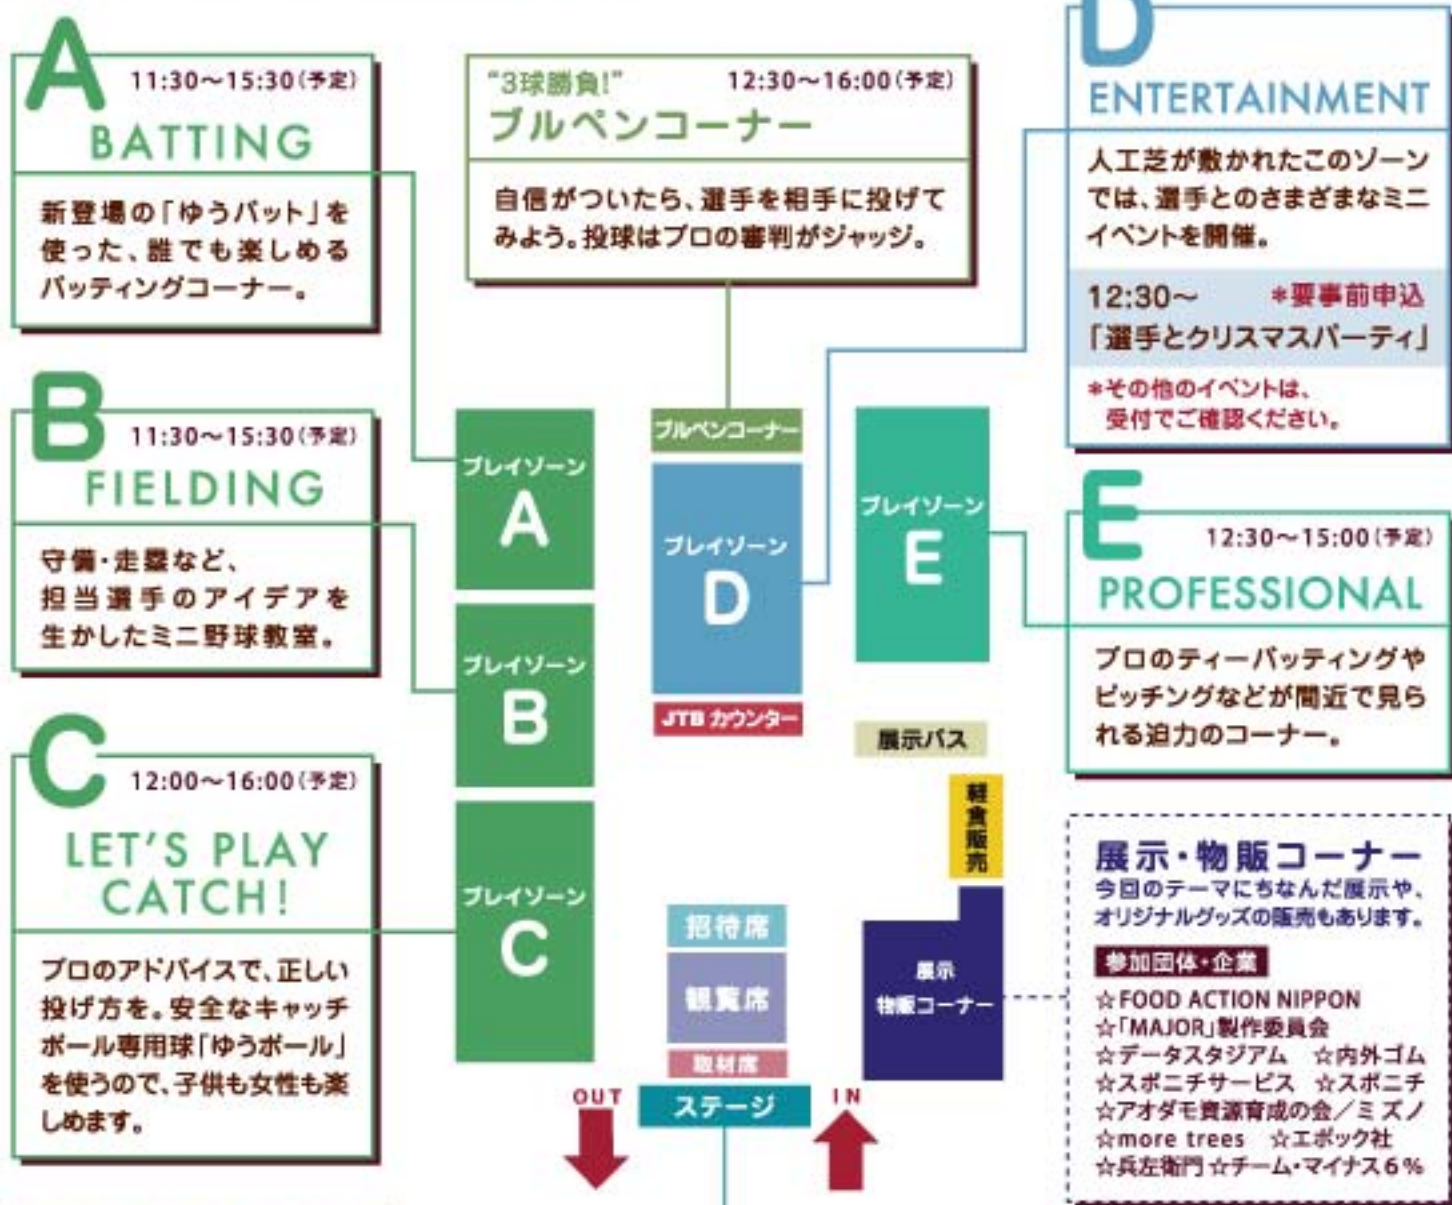 A
11:30～15:30(予定)
BATTING
新登場の「ゆうバット」を
使った、誰でも楽しめる
バッティングコーナー。
B
11:30～15:30(予定)
FIELDING
守備・走塁など、
担当選手のアイデアを
生かしたミニ野球教室。
C
12:00～16:00(予定)
LET'S PLAY
CATCH!
プロのアドバイスで、正しい
投げ方を。安全なキャッチ
ボール専用球「ゆうボール」
を使うので、子供も女性も楽
しめます。
"3球勝負!" 12:30～16:00(予定)
ブルペンコーナー
自信がついたら、選手を相手に投げて
みよう。投球はプロの審判がジャッジ。
プレイゾーン
A
プレイゾーン
B
プレイゾーン
C
ブルペンコーナー
プレイゾーン
D
JTB カウンター
プレイゾーン
E
展示バス
軽食販売
展示
物販コーナー
招待席
観覧席
取材席
ステージ
OUT
IN
D
ENTERTAINMENT
人工芝が敷かれたこのゾーン
では、選手とのさまざまなミニ
イベントを開催。
12:30～ *要事前申込
「選手とクリスマスパーティ」
*その他のイベントは、
受付でご確認ください。
E
12:30～15:00(予定)
PROFESSIONAL
プロのティーバッティングや
ピッチングなどが間近で見ら
れる迫力のコーナー。
展示・物販コーナー
今回のテーマにちなんだ展示や、
オリジナルグッズの販売もあります。
参加団体・企業
☆FOOD ACTION NIPPON
☆「MAJOR」製作委員会
☆データスタジアム ☆内外ゴム
☆スポニチサービス ☆スポニチ
☆アオダモ資源育成の会／ミズノ
☆more trees ☆エポック社
☆兵左衛門 ☆チーム・マイナス6％